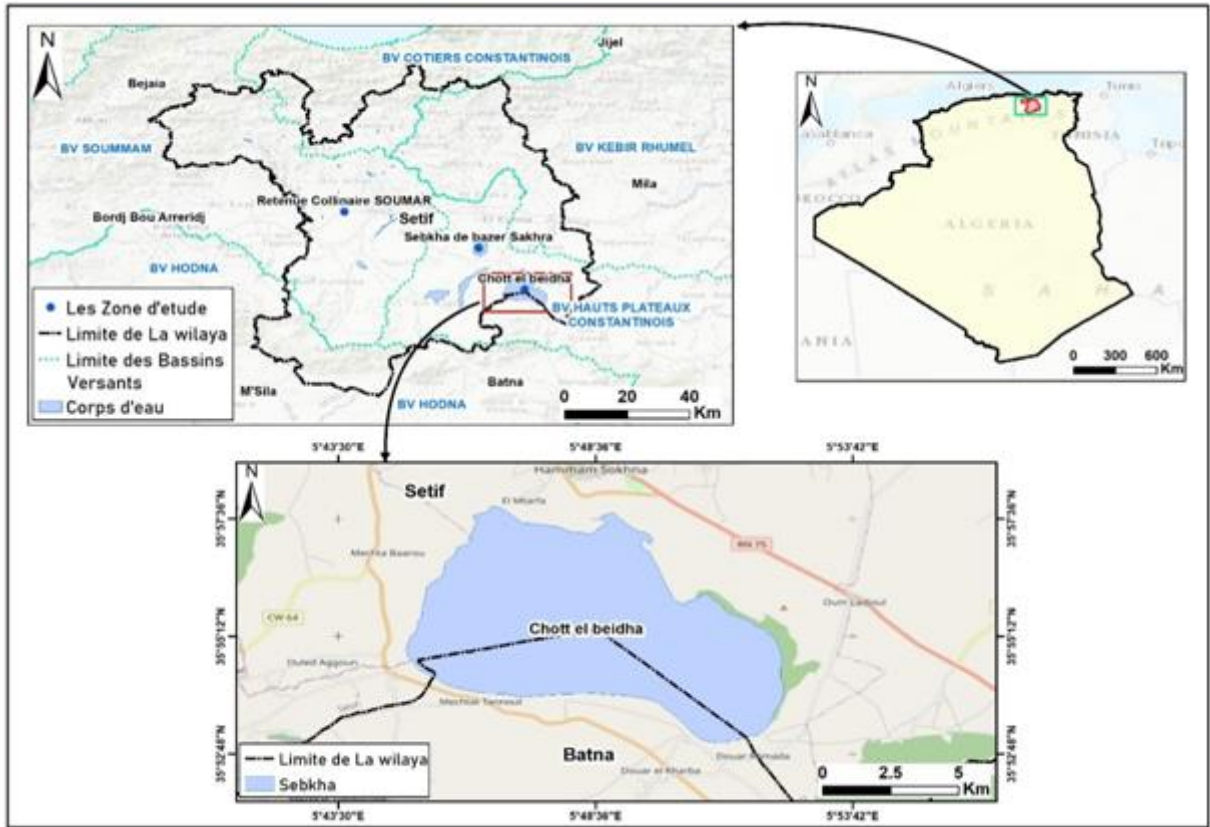 N
BV COTIERS CONSTANTINOIS
Jijel
Bejaia
BV SOUMMAM
BV KEBIR RHUMEL
Mila
Retenue Collinaire SOUMAR
Setif
Bordj Bou Arreridj
Sebkha de bazer Sakhra
BV HODNA
Chott el beidha
BV HAUTS PLATEAUX
CONSTANTINOIS
Les Zone d'etude
Limite de La wilaya
Limite des Bassins
Versants
Corps d'eau
M'Sila
BV HODNA
Batna
0 20 40
Km
N
Algiers
Tunis
TUNISIA
ALGERIA
0 300 600
Km
5°43'30"E
5°48'36"E
5°53'42"E
N
Setif
Hammam Sokhna
35°57'36"N
35°57'36"N
RN 75
CW 64
Chott el beidha
35°55'12"N
35°55'12"N
Ouled Aggoun
Batna
Douar el Kharba
35°52'48"N
35°52'48"N
Limite de La wilaya
Sebkha
0 2.5 5
Km
5°43'30"E
5°48'36"E
5°53'42"E